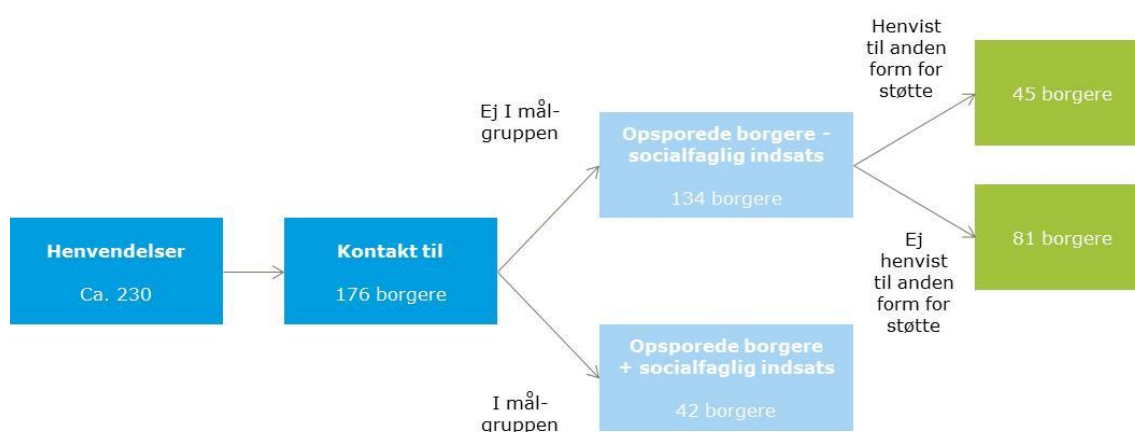 Henvendelser
Ca. 230
Kontakt til
176 borgere
Ej I mål-
gruppen
I mål-
gruppen
Opsporede borgere -
socialfaglig indsats
134 borgere
Opsporede borgere
+ socialfaglig indsats
42 borgere
Henvist
til anden
form for
støtte
45 borgere
Ej
henvist
til anden
form for
støtte
81 borgere